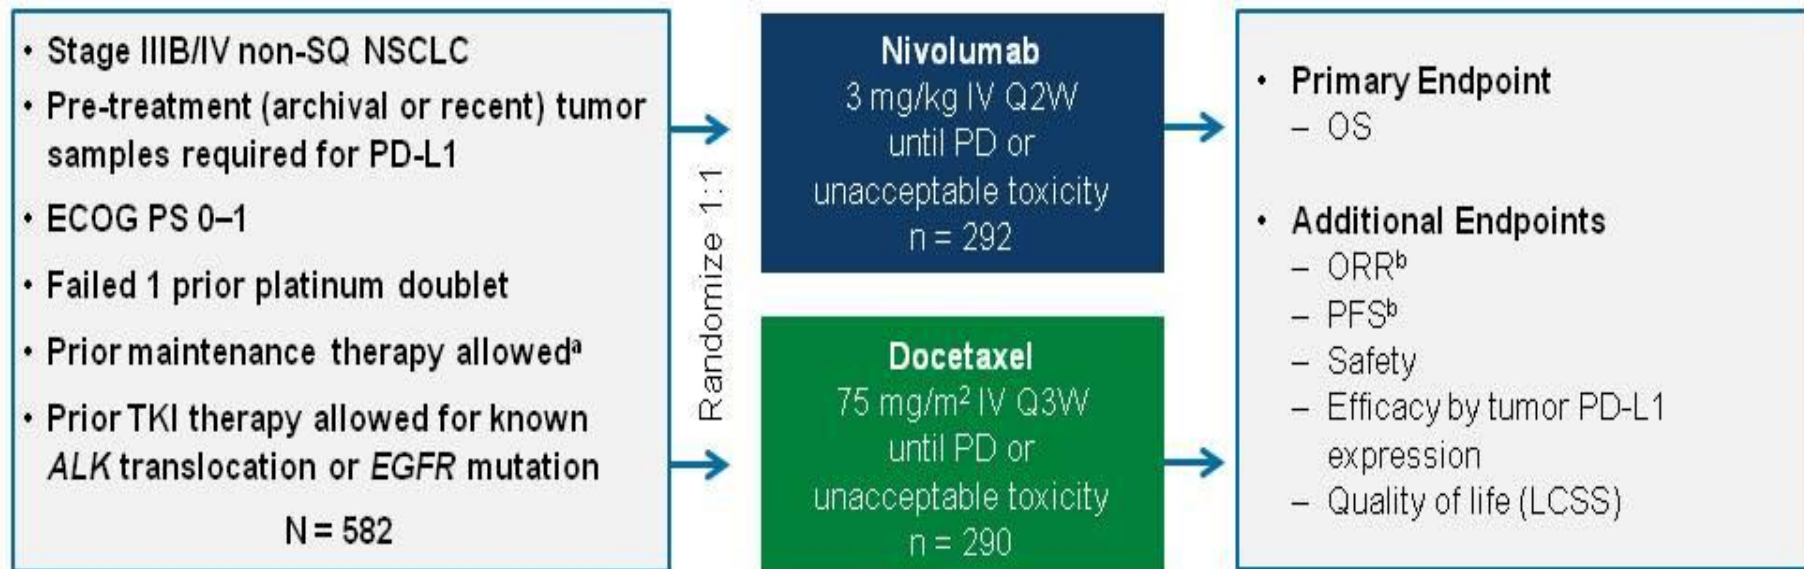 • Stage IIIB/IV non-SQ NSCLC
• Pre-treatment (archival or recent) tumor
samples required for PD-L1
• ECOG PS 0–1
• Failed 1 prior platinum doublet
• Prior maintenance therapy allowedᵃ
• Prior TKI therapy allowed for known
ALK translocation or EGFR mutation
N = 582
Randomize 1:1
Nivolumab
3 mg/kg IV Q2W
until PD or
unacceptable toxicity
n = 292
Docetaxel
75 mg/m² IV Q3W
until PD or
unacceptable toxicity
n = 290
• Primary Endpoint
– OS
• Additional Endpoints
– ORRᵇ
– PFSᵇ
– Safety
– Efficacy by tumor PD-L1
expression
– Quality of life (LCSS)